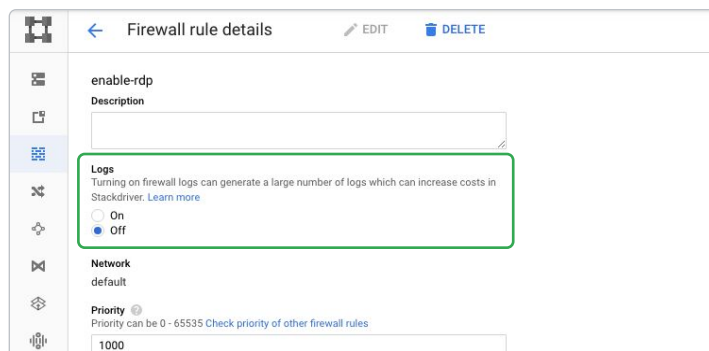 Firewall rule details EDIT DELETE
enable-rdp
Description
Logs
Turning on firewall logs can generate a large number of logs which can increase costs in
Stackdriver. Learn more
On
Off
Network
default
Priority
Priority can be 0 - 65535 Check priority of other firewall rules
1000